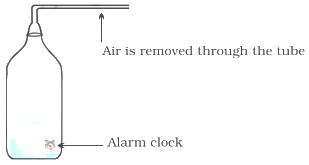 Air is removed through the tube
Alarm clock